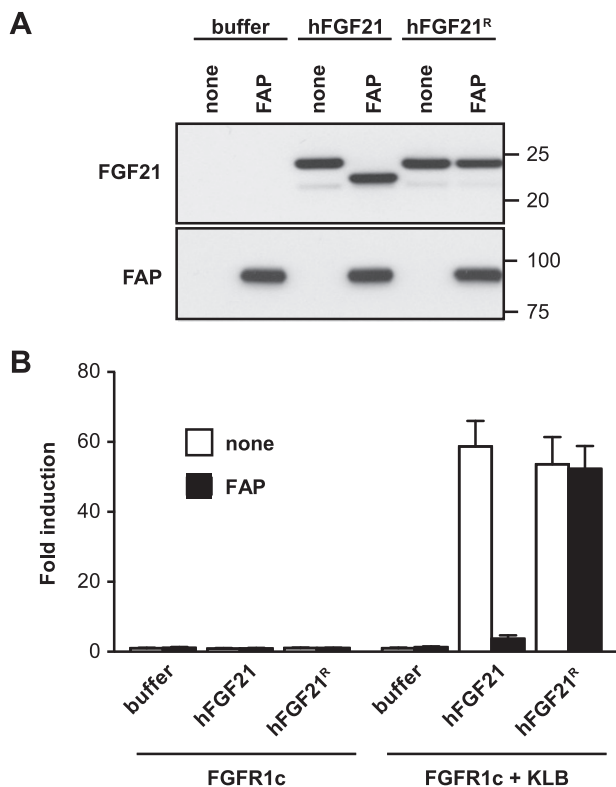 A
buffer hFGF21 hFGF21ᴿ
none FAP none FAP none FAP
FGF21
25
20
FAP
100
75
B
Fold induction
80
60
40
20
0
none
FAP
buffer hFGF21 hFGF21ᴿ buffer hFGF21 hFGF21ᴿ
FGFR1c FGFR1c + KLB